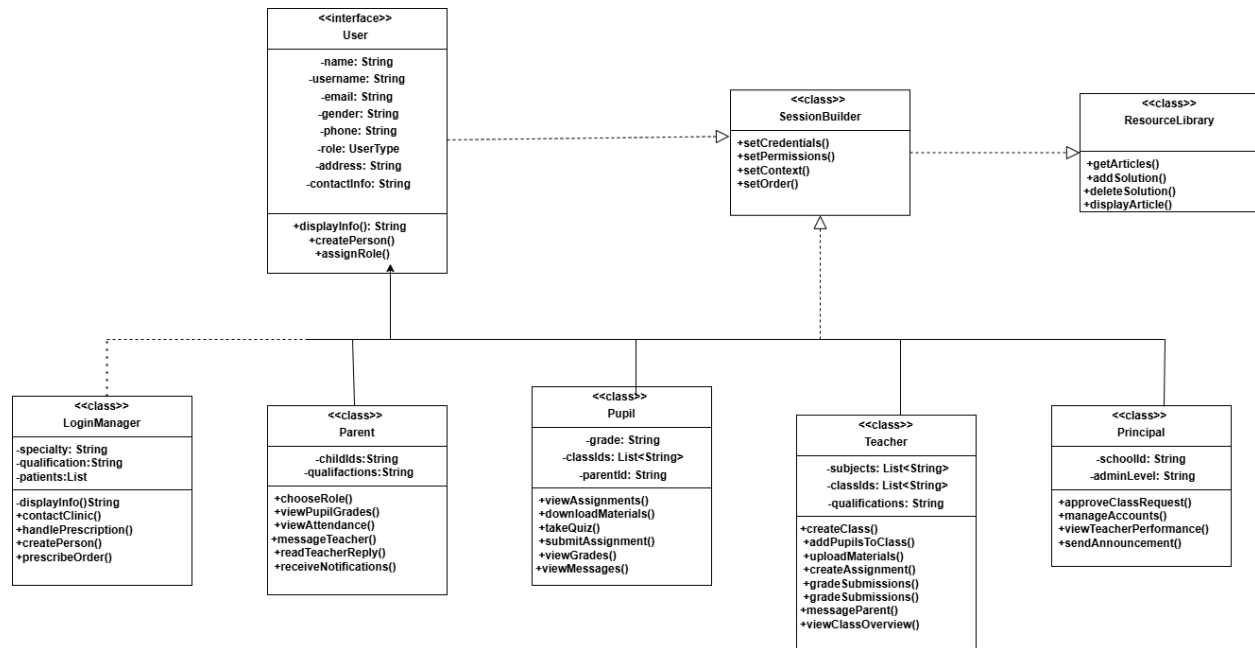 <<interface>>
User
-name: String
-username: String
-email: String
-gender: String
-phone: String
-role: UserType
-address: String
-contactInfo: String
+displayInfo(): String
+createPerson()
+assignRole()
<<class>>
SessionBuilder
+setCredentials()
+setPermissions()
+setContext()
+setOrder()
<<class>>
ResourceLibrary
+getArticles()
+addSolution()
+deleteSolution()
+displayArticle()
<<class>>
LoginManager
-specialty: String
-qualification:String
-patients:List
-displayInfo()String
+contactClinic()
+handlePrescription()
+createPerson()
+prescribeOrder()
<<class>>
Parent
-childIds:String
-qualifactions:String
+chooseRole()
+viewPupilGrades()
+viewAttendance()
+messageTeacher()
+readTeacherReply()
+receiveNotifications()
<<class>>
Pupil
-grade: String
-classIds: List<String>
-parentId: String
+viewAssignments()
+downloadMaterials()
+takeQuiz()
+submitAssignment()
+viewGrades()
+viewMessages()
<<class>>
Teacher
-subjects: List<String>
-classIds: List<String>
-qualifications: String
+createClass()
+addPupilsToClass()
+uploadMaterials()
+createAssignment()
+gradeSubmissions()
+gradeSubmissions()
+messageParent()
+viewClassOverview()
<<class>>
Principal
-schoolId: String
-adminLevel: String
+approveClassRequest()
+manageAccounts()
+viewTeacherPerformance()
+sendAnnouncement()